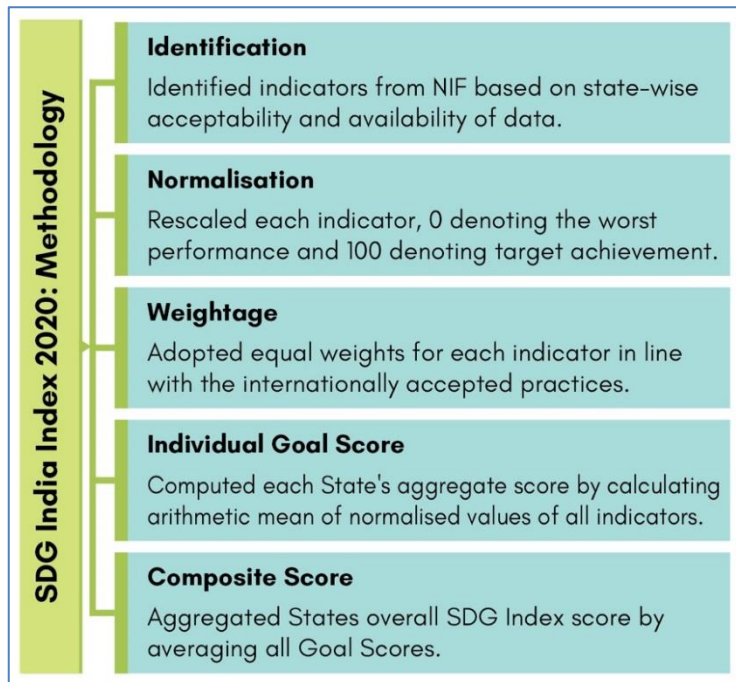 SDG India Index 2020: Methodology
Identification
Identified indicators from NIF based on state-wise
acceptability and availability of data.
Normalisation
Rescaled each indicator, 0 denoting the worst
performance and 100 denoting target achievement.
Weightage
Adopted equal weights for each indicator in line
with the internationally accepted practices.
Individual Goal Score
Computed each State's aggregate score by calculating
arithmetic mean of normalised values of all indicators.
Composite Score
Aggregated States overall SDG Index score by
averaging all Goal Scores.